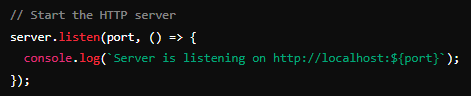 // Start the HTTP server
server.listen(port, () => {
  console.log(`Server is listening on http://localhost:${port}`);
});